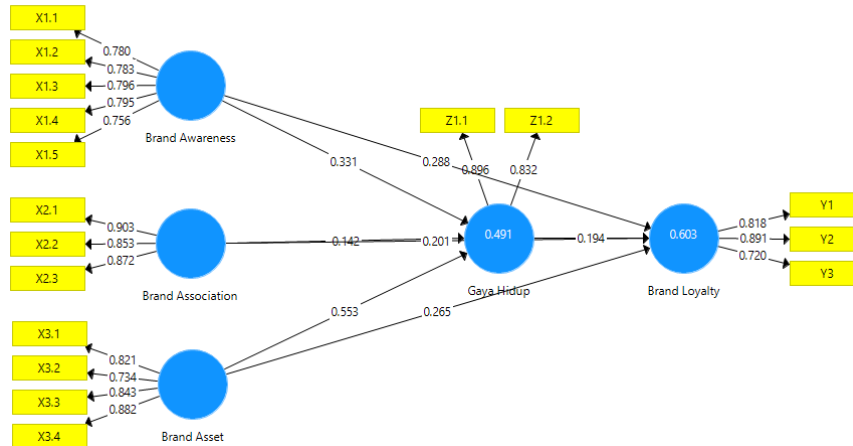 X1.1
X1.2
X1.3
X1.4
X1.5
0.780
0.783
0.796
0.795
0.756
Brand Awareness
Z1.1
Z1.2
0.896
0.832
0.331
0.288
X2.1
X2.2
X2.3
0.903
0.853
0.872
Brand Association
0.142
0.201
0.491
Gaya Hidup
0.194
0.603
Brand Loyalty
0.818
0.891
0.720
Y1
Y2
Y3
0.553
0.265
X3.1
X3.2
X3.3
X3.4
0.821
0.734
0.843
0.882
Brand Asset